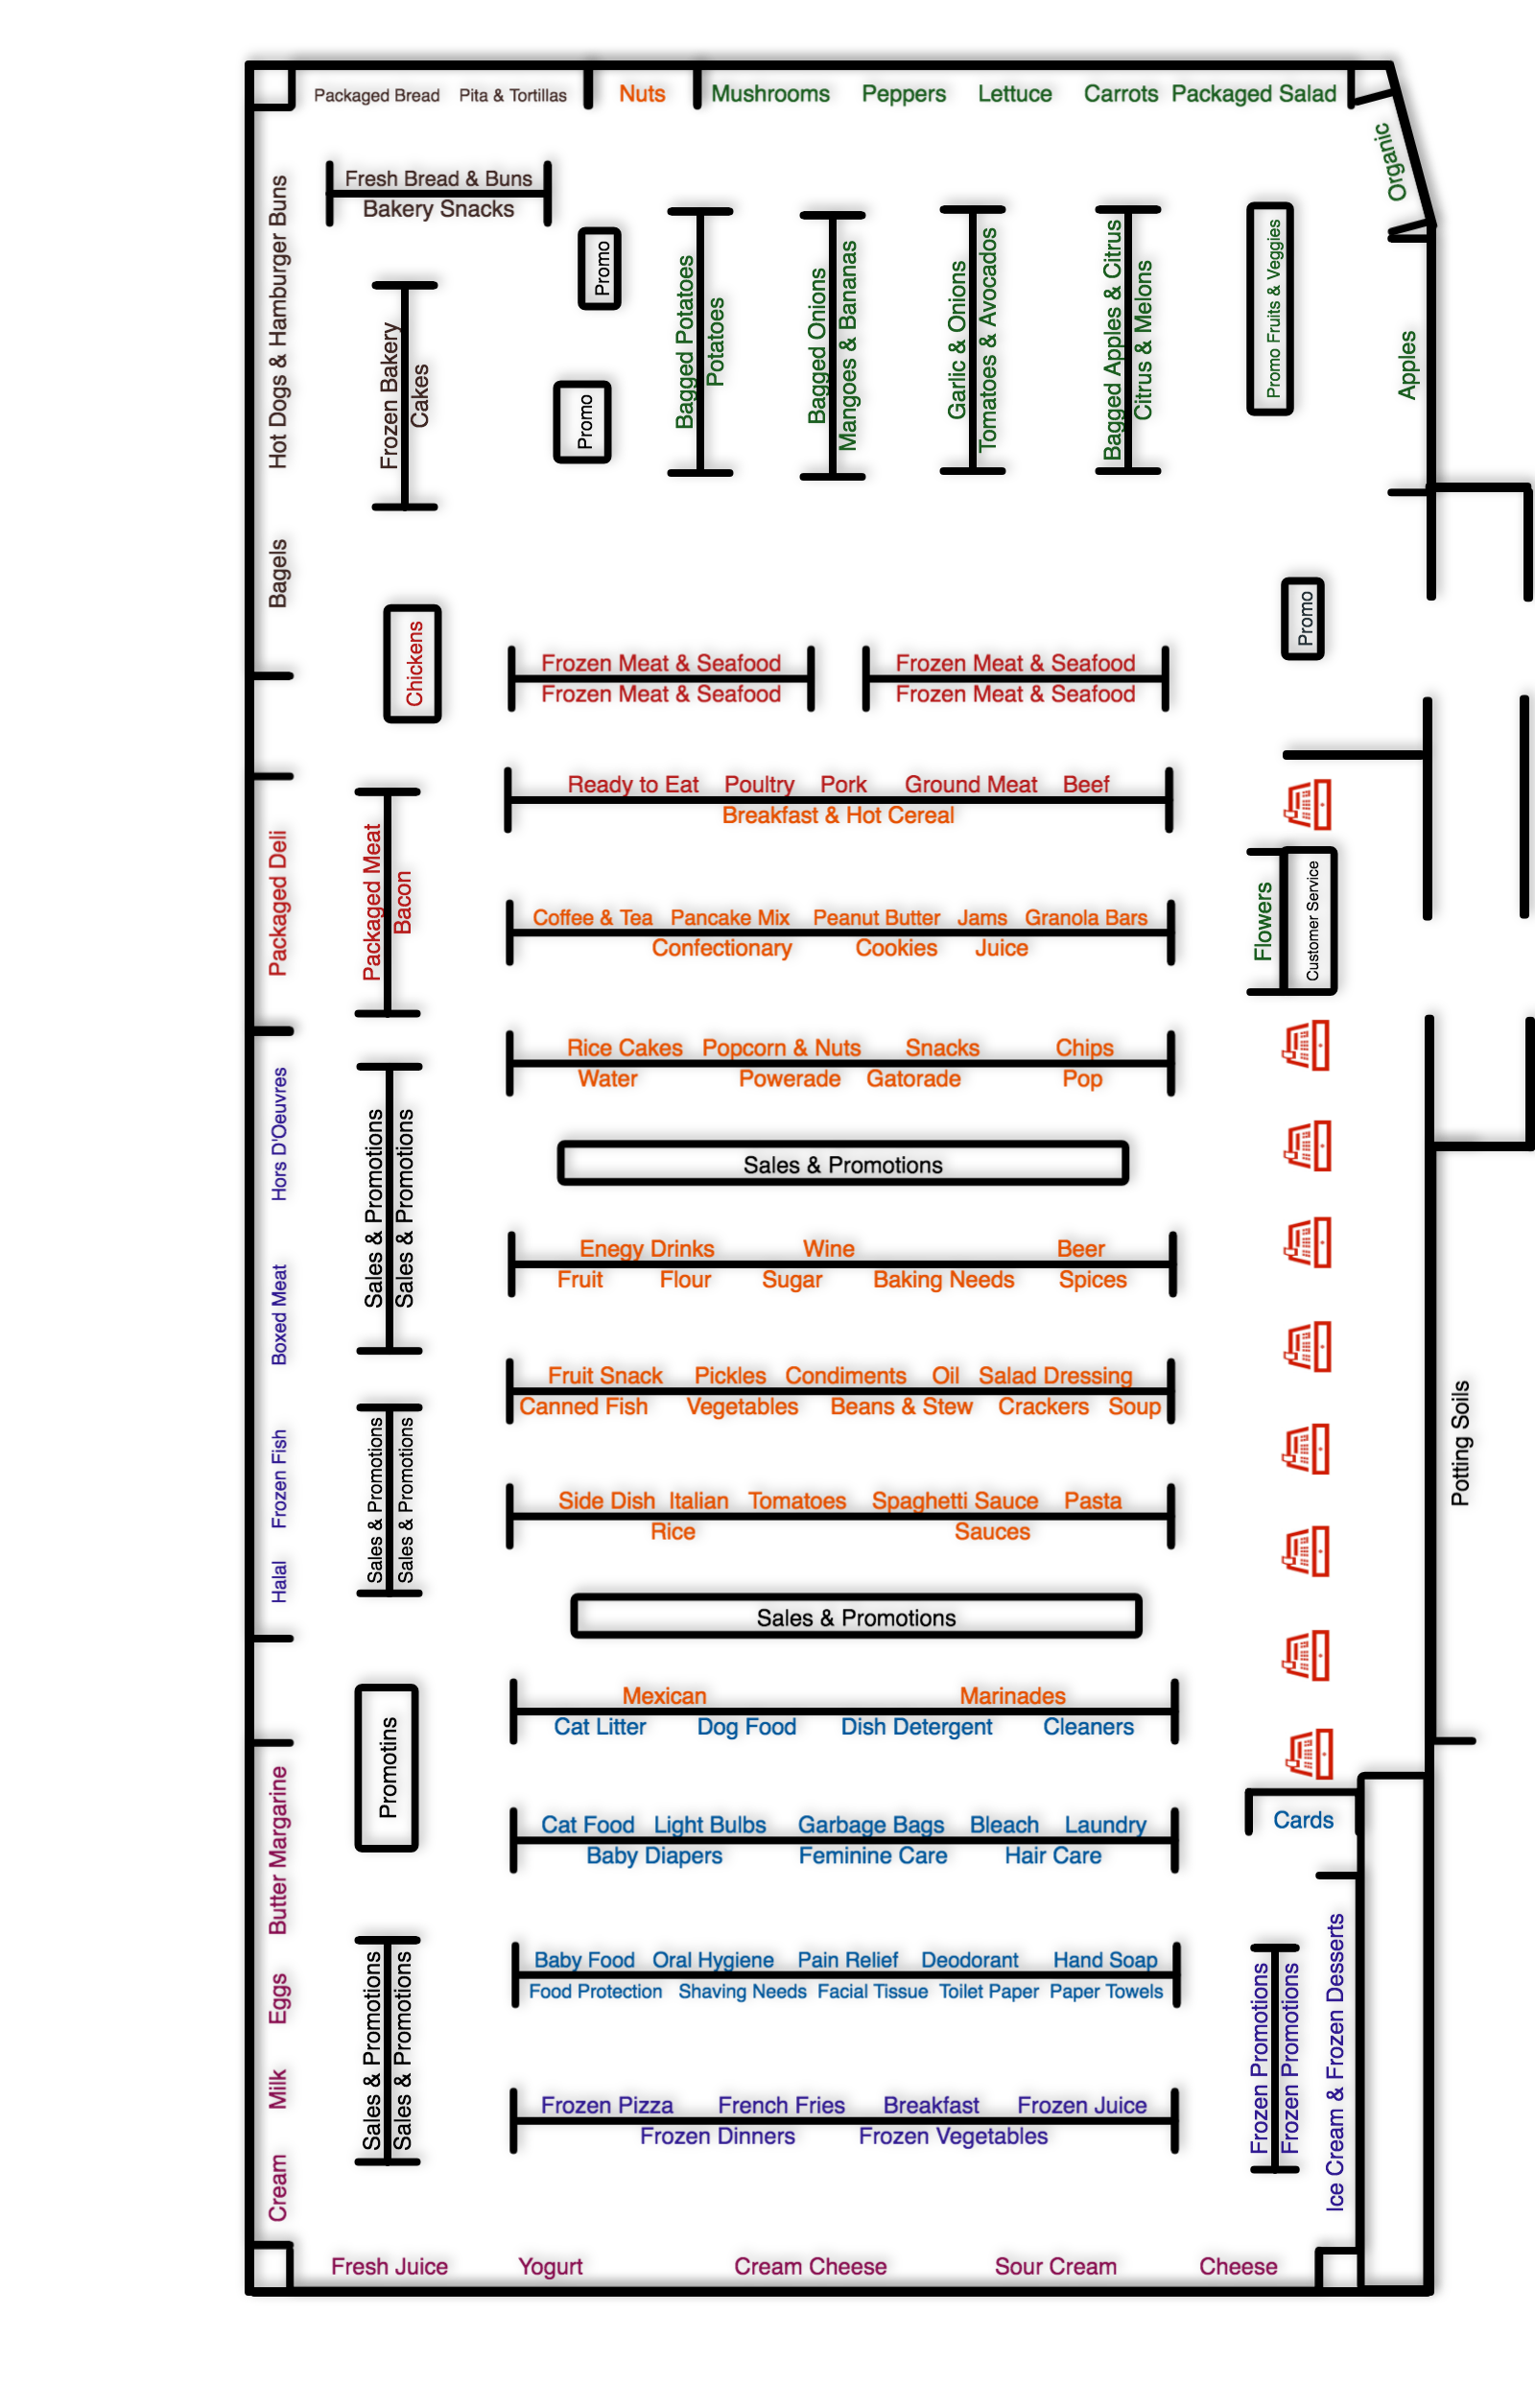 Packaged Bread Pita & Tortillas Nuts Mushrooms Peppers Lettuce Carrots Packaged Salad
Organic
Apples
Hot Dogs & Hamburger Buns
Bagels
Fresh Bread & Buns
Bakery Snacks
Frozen Bakery
Cakes
Promo
Promo
Bagged Potatoes
Potatoes
Bagged Onions
Mangoes & Bananas
Garlic & Onions
Tomatoes & Avocados
Bagged Apples & Citrus
Citrus & Melons
Promo Fruits & Veggies
Promo
Chickens
Frozen Meat & Seafood Frozen Meat & Seafood
Frozen Meat & Seafood Frozen Meat & Seafood
Packaged Deli
Packaged Meat
Bacon
Ready to Eat Poultry Pork Ground Meat Beef
Breakfast & Hot Cereal
Flowers
Customer Service
Coffee & Tea Pancake Mix Peanut Butter Jams Granola Bars
Confectionary Cookies Juice
Rice Cakes Popcorn & Nuts Snacks Chips
Water Powerade Gatorade Pop
Hors D'Oeuvres
Boxed Meat
Frozen Fish
Halal
Sales & Promotions
Sales & Promotions
Sales & Promotions
Enegy Drinks Wine Beer
Fruit Flour Sugar Baking Needs Spices
Fruit Snack Pickles Condiments Oil Salad Dressing
Canned Fish Vegetables Beans & Stew Crackers Soup
Sales & Promotions
Sales & Promotions
Side Dish Italian Tomatoes Spaghetti Sauce Pasta
Rice Sauces
Potting Soils
Sales & Promotions
Mexican Marinades
Cat Litter Dog Food Dish Detergent Cleaners
Promotins
Butter Margarine
Eggs
Milk
Cream
Cat Food Light Bulbs Garbage Bags Bleach Laundry
Baby Diapers Feminine Care Hair Care
Cards
Sales & Promotions
Sales & Promotions
Baby Food Oral Hygiene Pain Relief Deodorant Hand Soap
Food Protection Shaving Needs Facial Tissue Toilet Paper Paper Towels
Frozen Pizza French Fries Breakfast Frozen Juice
Frozen Dinners Frozen Vegetables
Frozen Promotions
Frozen Promotions
Ice Cream & Frozen Desserts
Fresh Juice Yogurt Cream Cheese Sour Cream Cheese